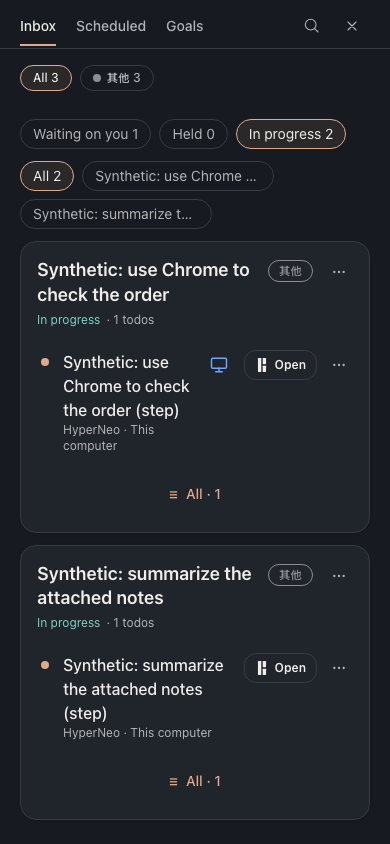 Inbox Scheduled Goals
All 3 其他 3
Waiting on you 1 Held 0 In progress 2
All 2 Synthetic: use Chrome ...
Synthetic: summarize t...
Synthetic: use Chrome to 其他
check the order
In progress · 1 todos
Synthetic: use Open
Chrome to check
the order (step)
HyperNeo · This
computer
All · 1
Synthetic: summarize the 其他
attached notes
In progress · 1 todos
Synthetic: summarize Open
the attached notes
(step)
HyperNeo · This computer
All · 1